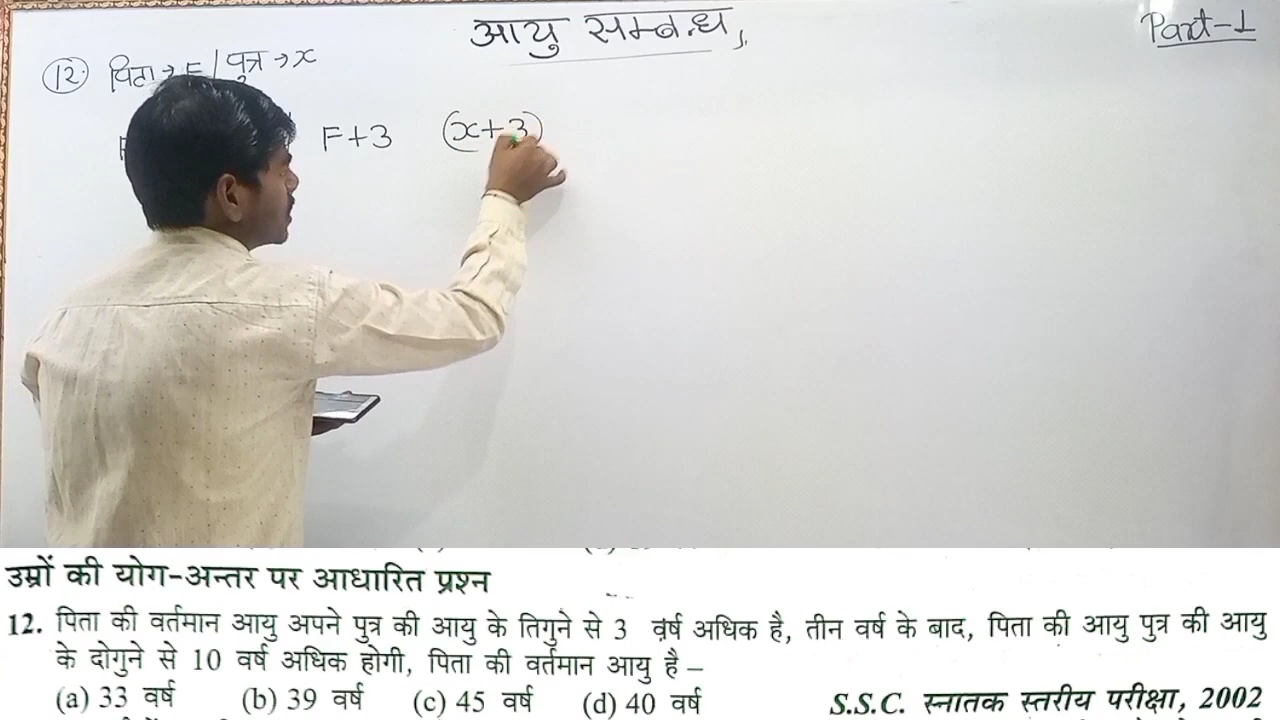 आयु सम्बन्ध,
Part-1
12. पिता → F / पुत्र → x
F+3 (x+3)
उम्रों की योग-अन्तर पर आधारित प्रश्न
12. पिता की वर्तमान आयु अपने पुत्र की आयु के तिगुने से 3 वर्ष अधिक है, तीन वर्ष के बाद, पिता की आयु पुत्र की आयु
के दोगुने से 10 वर्ष अधिक होगी, पिता की वर्तमान आयु है –
(a) 33 वर्ष (b) 39 वर्ष (c) 45 वर्ष (d) 40 वर्ष S.S.C. स्नातक स्तरीय परीक्षा, 2002